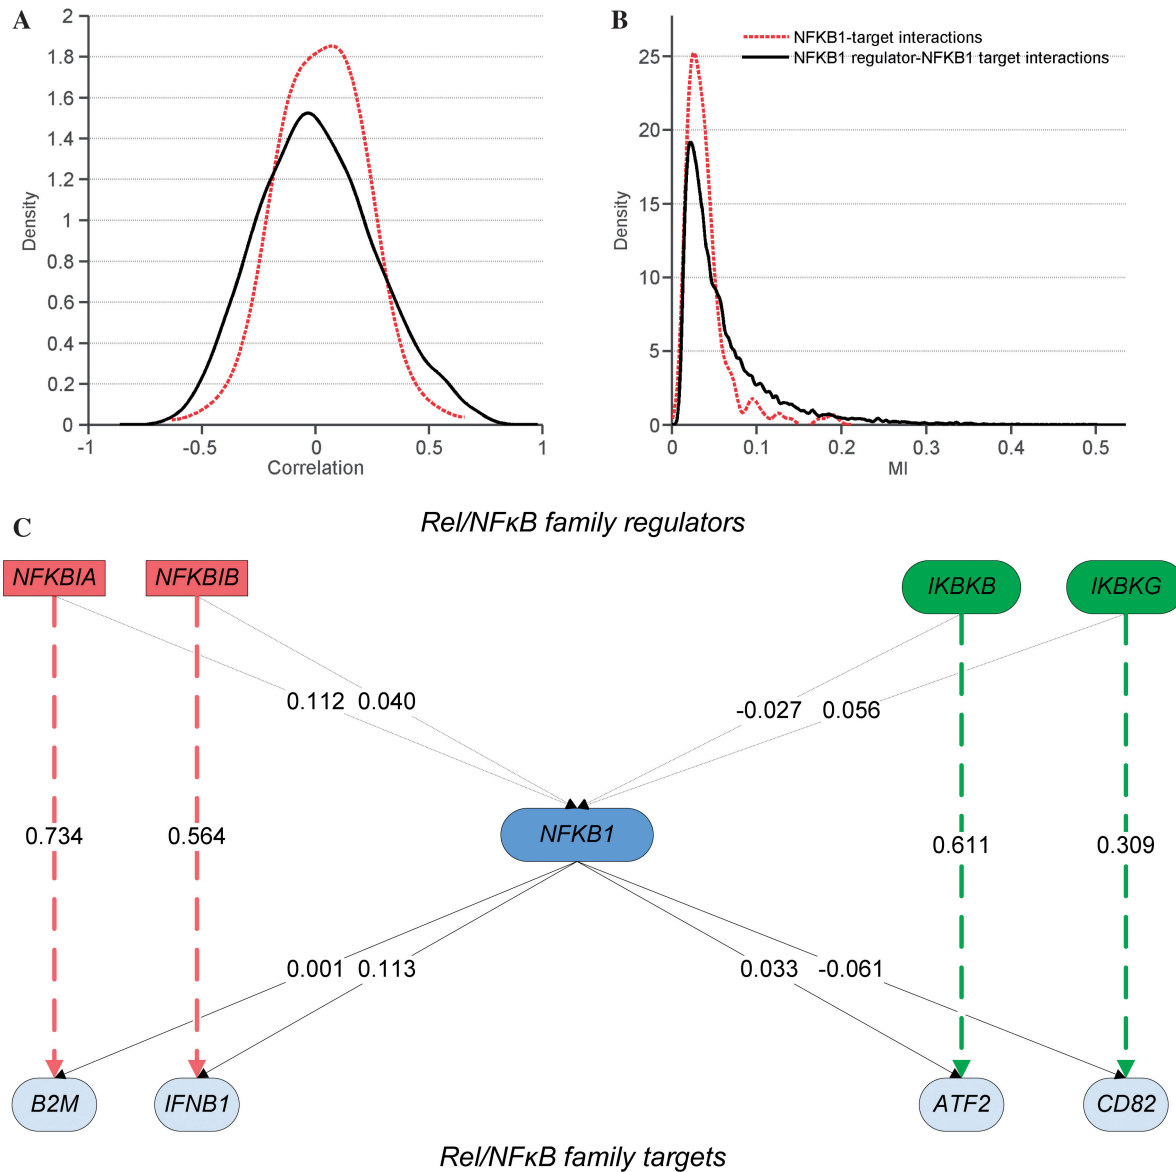 A
2
1.8
1.6
1.4
1.2
1
0.8
0.6
0.4
0.2
0
Density
-1
-0.5
0
0.5
1
Correlation
B
NFKB1-target interactions
NFKB1 regulator-NFKB1 target interactions
25
20
15
10
5
0
Density
0
0.1
0.2
0.3
0.4
0.5
MI
C
Rel/NFκB family regulators
NFKBIA
NFKBIB
IKBKB
IKBKG
0.112 0.040
-0.027 0.056
0.734
0.564
NFKB1
0.611
0.309
0.001 0.113
0.033 -0.061
B2M
IFNB1
ATF2
CD82
Rel/NFκB family targets